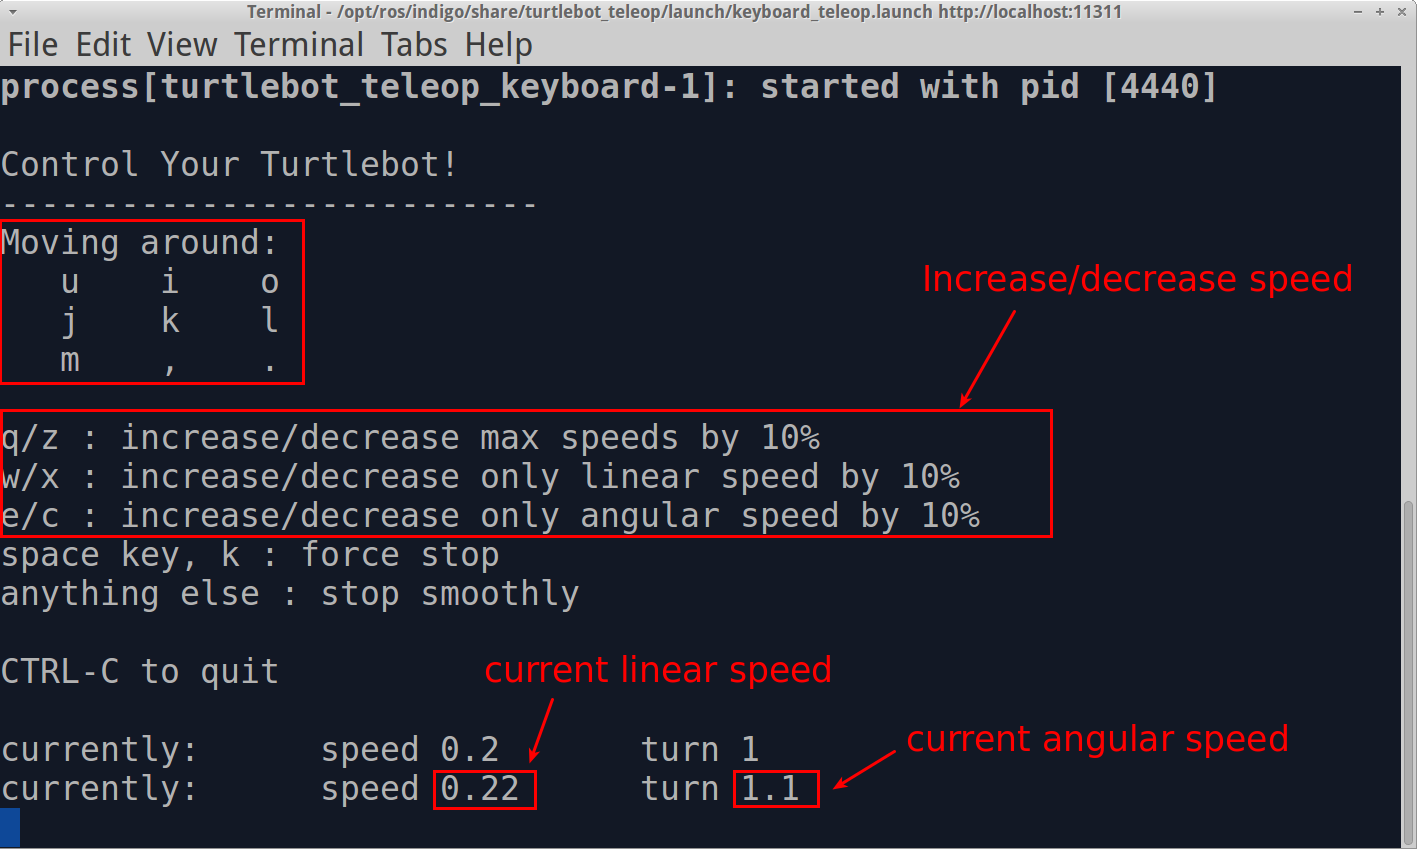 Terminal - /opt/ros/indigo/share/turtlebot_teleop/launch/keyboard_teleop.launch http://localhost:11311
File Edit View Terminal Tabs Help
process[turtlebot_teleop_keyboard-1]: started with pid [4440]
Control Your Turtlebot!
---------------------------
Moving around:
u i o
j k l
m , .
Increase/decrease speed
q/z : increase/decrease max speeds by 10%
w/x : increase/decrease only linear speed by 10%
e/c : increase/decrease only angular speed by 10%
space key, k : force stop
anything else : stop smoothly
CTRL-C to quit
current linear speed
current angular speed
currently: speed 0.2 turn 1
currently: speed 0.22 turn 1.1